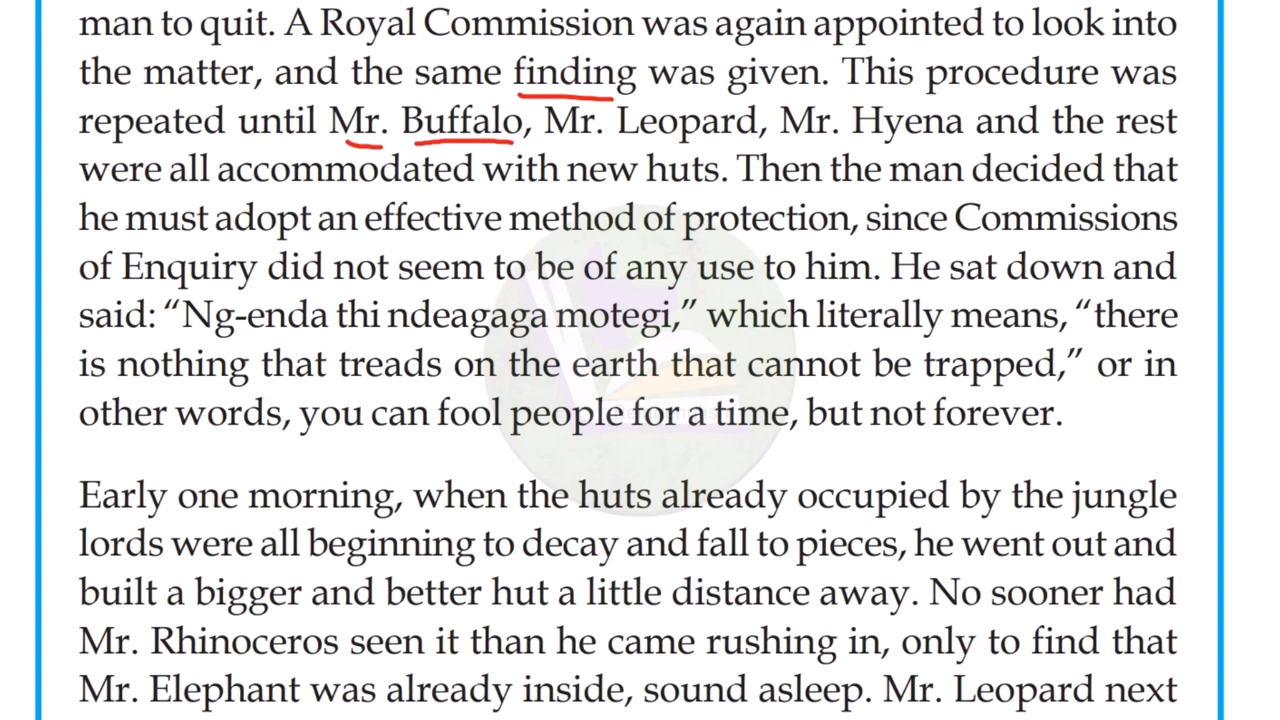 man to quit. A Royal Commission was again appointed to look into
the matter, and the same finding was given. This procedure was
repeated until Mr. Buffalo, Mr. Leopard, Mr. Hyena and the rest
were all accommodated with new huts. Then the man decided that
he must adopt an effective method of protection, since Commissions
of Enquiry did not seem to be of any use to him. He sat down and
said: “Ng-enda thi ndeagaga motegi,” which literally means, “there
is nothing that treads on the earth that cannot be trapped,” or in
other words, you can fool people for a time, but not forever.
Early one morning, when the huts already occupied by the jungle
lords were all beginning to decay and fall to pieces, he went out and
built a bigger and better hut a little distance away. No sooner had
Mr. Rhinoceros seen it than he came rushing in, only to find that
Mr. Elephant was already inside, sound asleep. Mr. Leopard next